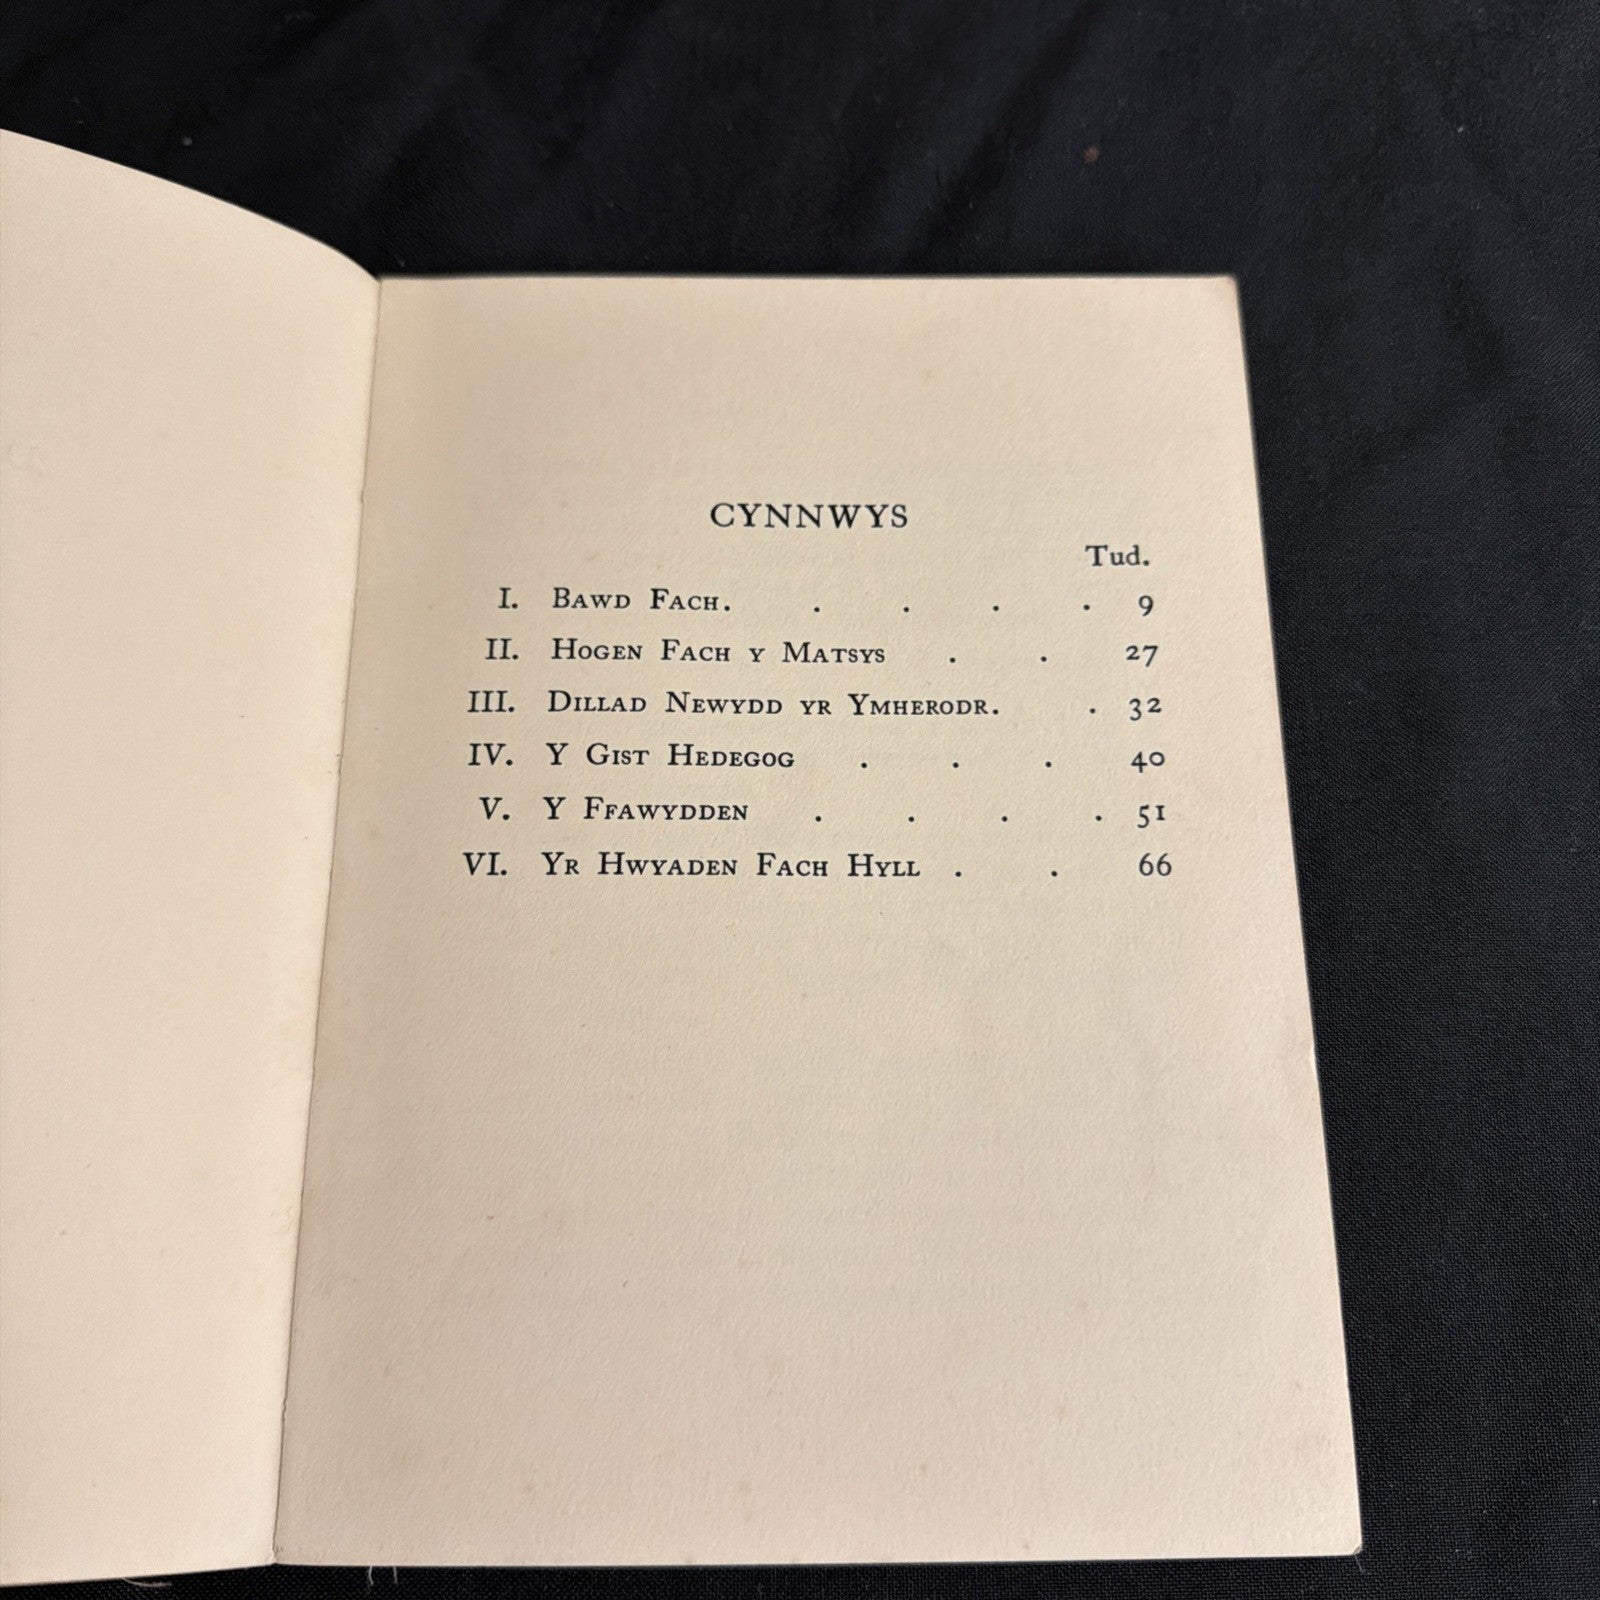 CYNNWYS
Tud.
I. Bawd Fach. . . . . 9
II. Hogen Fach y Matsys . . 27
III. Dillad Newydd yr Ymherodr. . 32
IV. Y Gist Hedegog . . . 40
V. Y Ffawydden . . . . 51
VI. Yr Hwyaden Fach Hyll . . 66